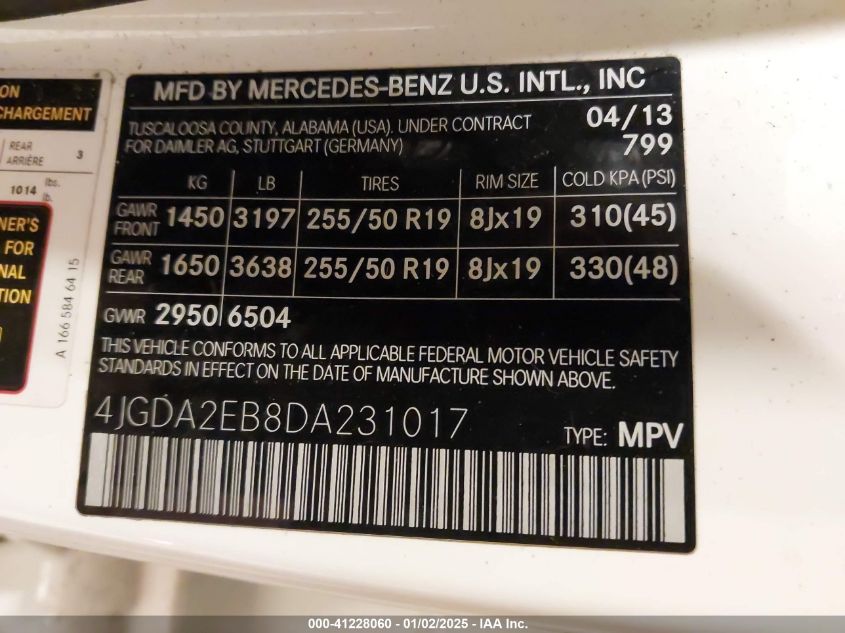 ON
CHARGEMENT
REAR
ARRIÈRE 3
1014 lbs.
lb.
NER'S
FOR
NAL
TION
A 166 584 64 15
MFD BY MERCEDES-BENZ U.S. INTL., INC
TUSCALOOSA COUNTY, ALABAMA (USA). UNDER CONTRACT 04/13
FOR DAIMLER AG, STUTTGART (GERMANY) 799
KG LB TIRES RIM SIZE COLD KPA(PSI)
GAWR FRONT 1450 3197 255/50 R19 8Jx19 310(45)
GAWR REAR 1650 3638 255/50 R19 8Jx19 330(48)
GVWR 2950 6504
THIS VEHICLE CONFORMS TO ALL APPLICABLE FEDERAL MOTOR VEHICLE SAFETY
STANDARDS IN EFFECT ON THE DATE OF MANUFACTURE SHOWN ABOVE.
4JGDA2EB8DA231017 TYPE: MPV
000-41228060 - 01/02/2025 - IAA Inc.